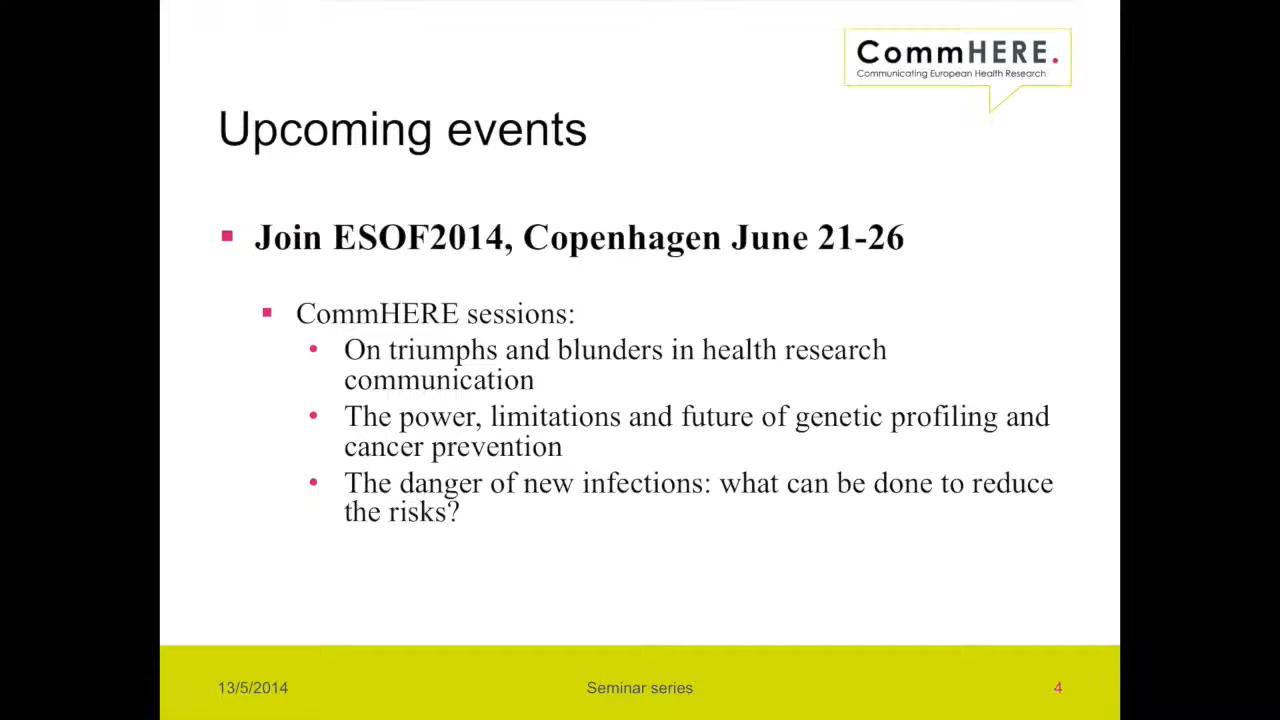 CommHERE.
Communicating European Health Research
Upcoming events
Join ESOF2014, Copenhagen June 21-26
CommHERE sessions:
On triumphs and blunders in health research
communication
The power, limitations and future of genetic profiling and
cancer prevention
The danger of new infections: what can be done to reduce
the risks?
13/5/2014
Seminar series
4